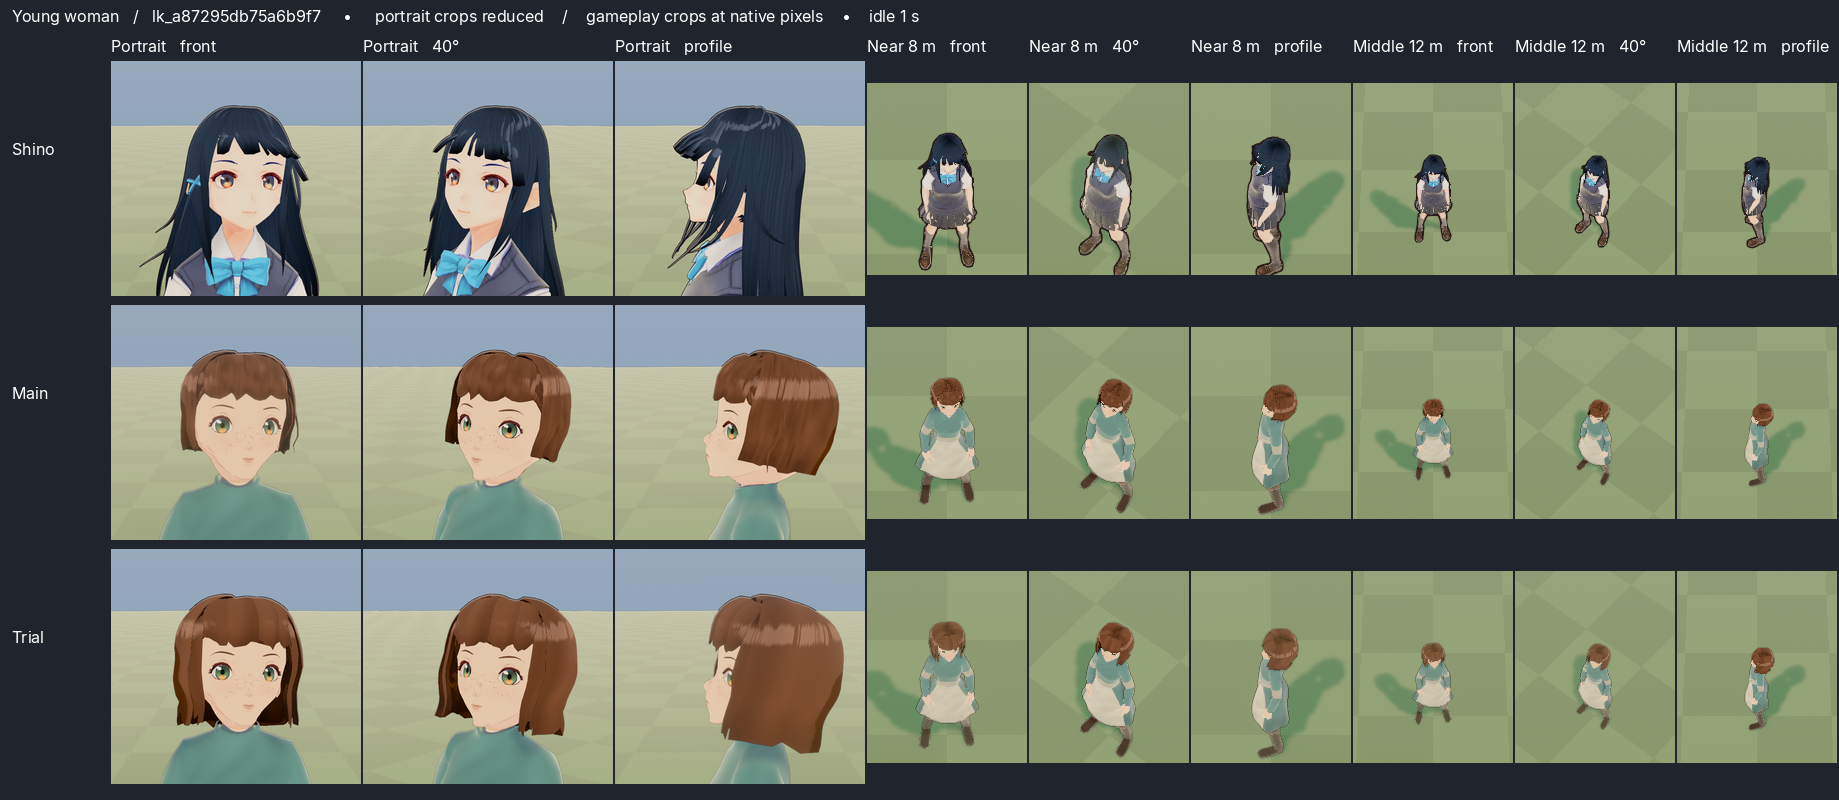 Young woman / lk_a87295db75a6b9f7 • portrait crops reduced / gameplay crops at native pixels • idle 1 s
Portrait front Portrait 40° Portrait profile Near 8 m front Near 8 m 40° Near 8 m profile Middle 12 m front Middle 12 m 40° Middle 12 m profile
Shino
Main
Trial